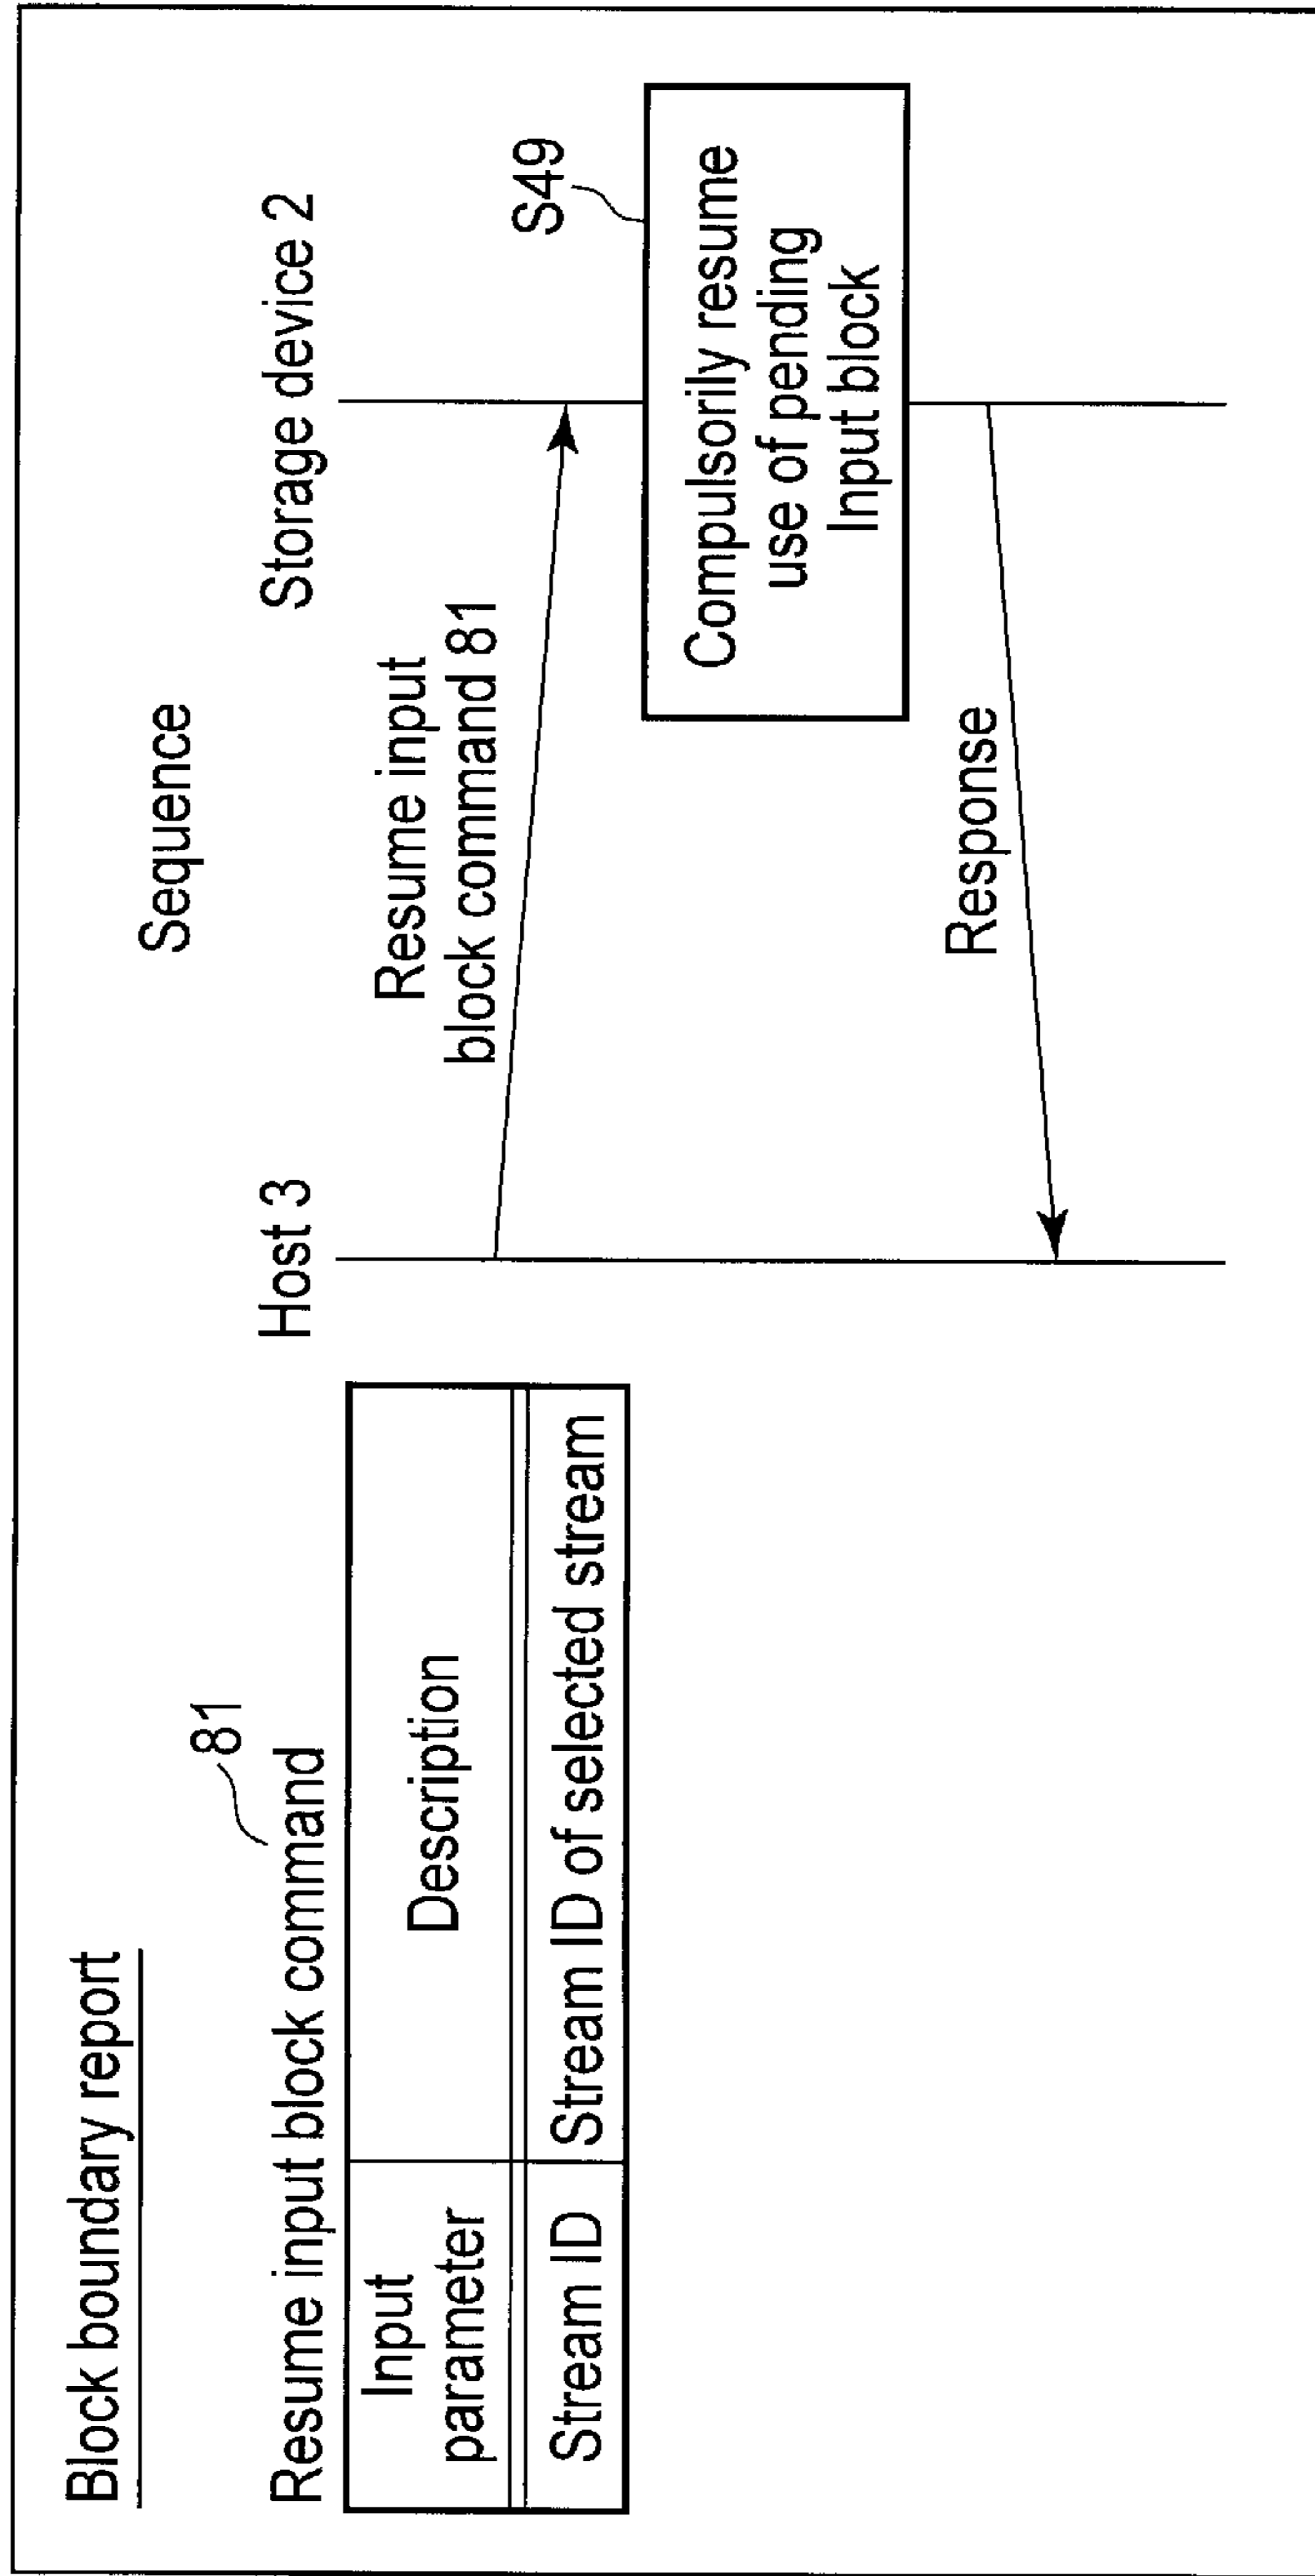 Block boundary report
81
Resume input block command
Input
parameter
Description
Stream ID
Stream ID of selected stream
Sequence
Host 3
Storage device 2
Resume input
block command 81
S49
Compulsorily resume
use of pending
Input block
Response